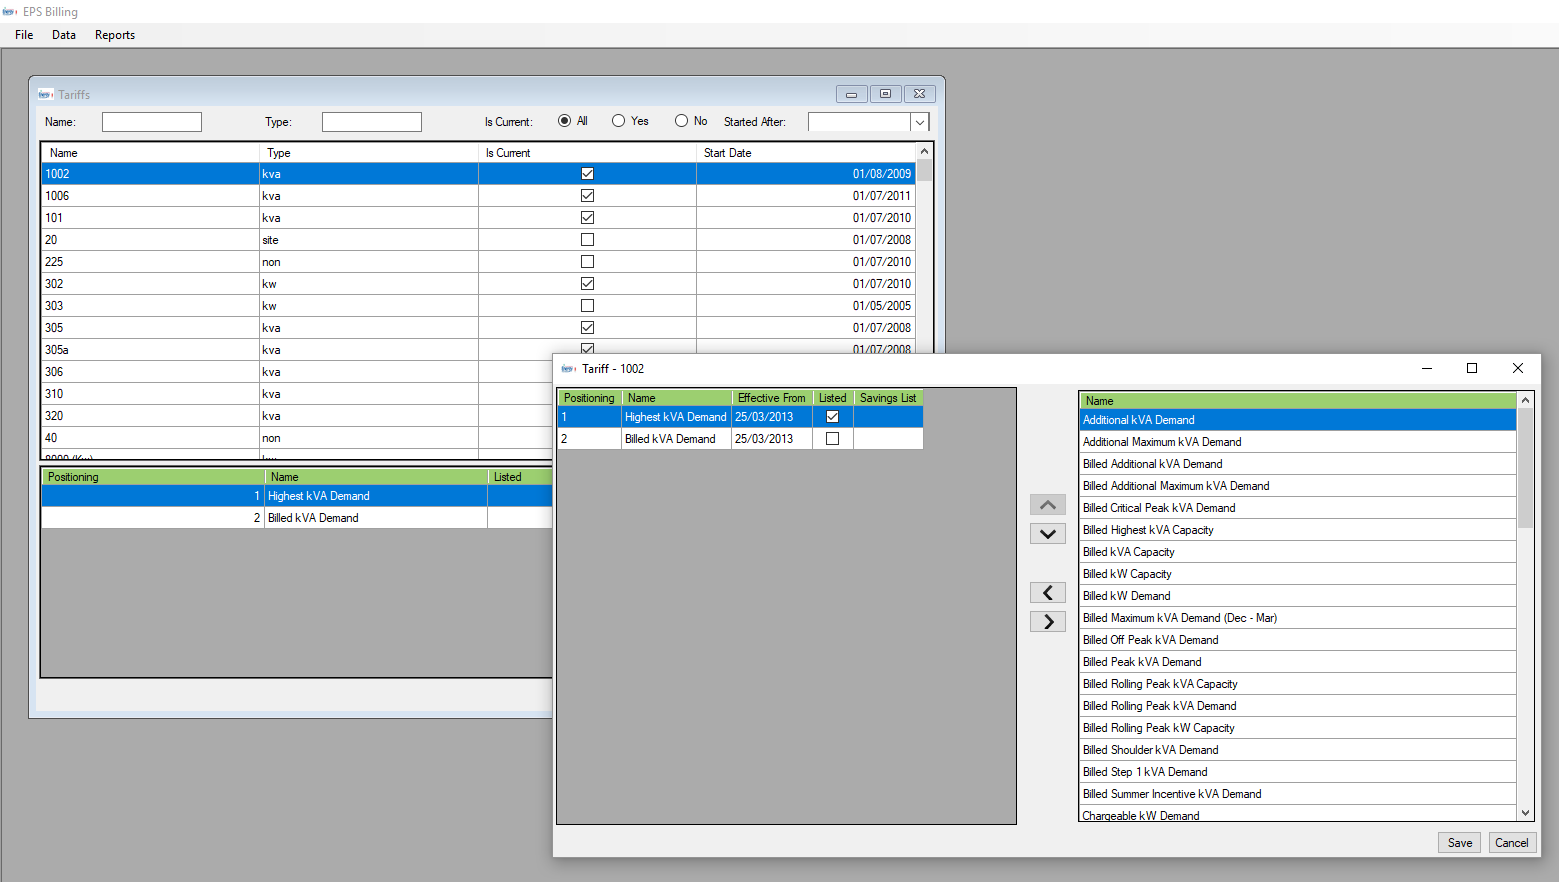 EPS Billing
File Data Reports
Tariffs
Name: Type: Is Current: All Yes No Started After:
Name Type Is Current Start Date
1002 kva 01/08/2009
1006 kva 01/07/2011
101 kva 01/07/2010
20 site 01/07/2008
225 non 01/07/2010
302 kw 01/07/2010
303 kw 01/05/2005
305 kva 01/07/2008
305a kva 01/07/2008
306 kva
310 kva
320 kva
40 non
Positioning Name Listed
1 Highest kVA Demand
2 Billed kVA Demand
Tariff - 1002
Positioning Name Effective From Listed Savings List
1 Highest kVA Demand 25/03/2013
2 Billed kVA Demand 25/03/2013
Name
Additional kVA Demand
Additional Maximum kVA Demand
Billed Additional kVA Demand
Billed Additional Maximum kVA Demand
Billed Critical Peak kVA Demand
Billed Highest kVA Capacity
Billed kVA Capacity
Billed kW Capacity
Billed kW Demand
Billed Maximum kVA Demand (Dec - Mar)
Billed Off Peak kVA Demand
Billed Peak kVA Demand
Billed Rolling Peak kVA Capacity
Billed Rolling Peak kVA Demand
Billed Rolling Peak kW Capacity
Billed Shoulder kVA Demand
Billed Step 1 kVA Demand
Billed Summer Incentive kVA Demand
Chargeable kW Demand
Save Cancel